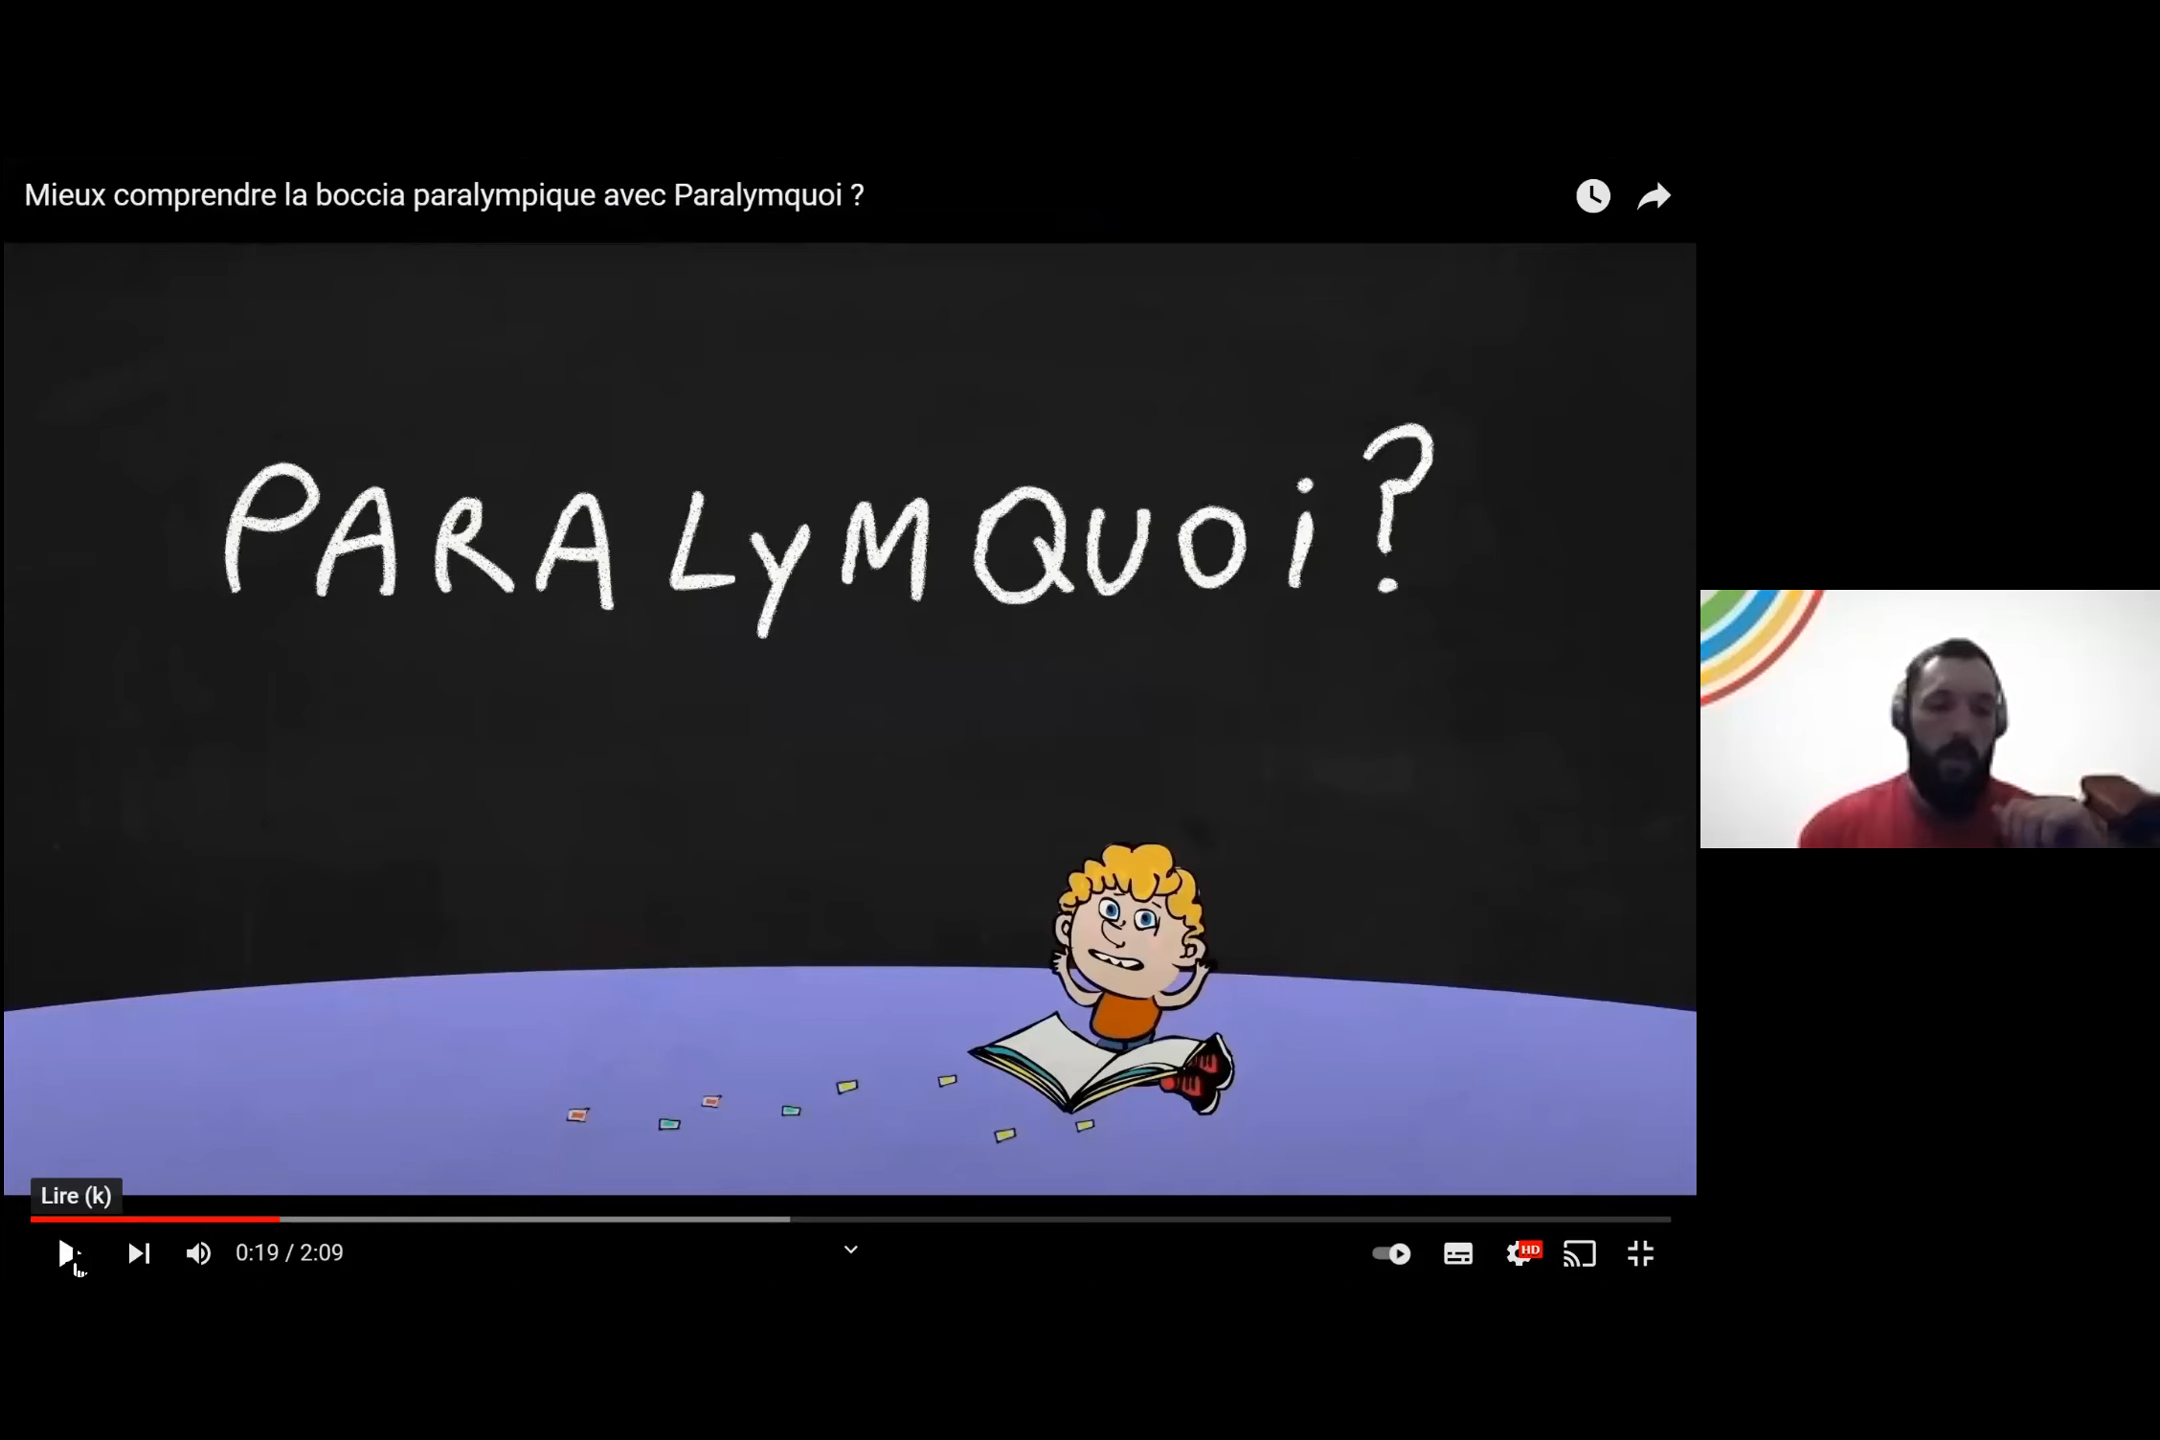 Mieux comprendre la boccia paralympique avec Paralymquoi ?
PARALyMQUOi?
Lire (k)
0:19 / 2:09
HD